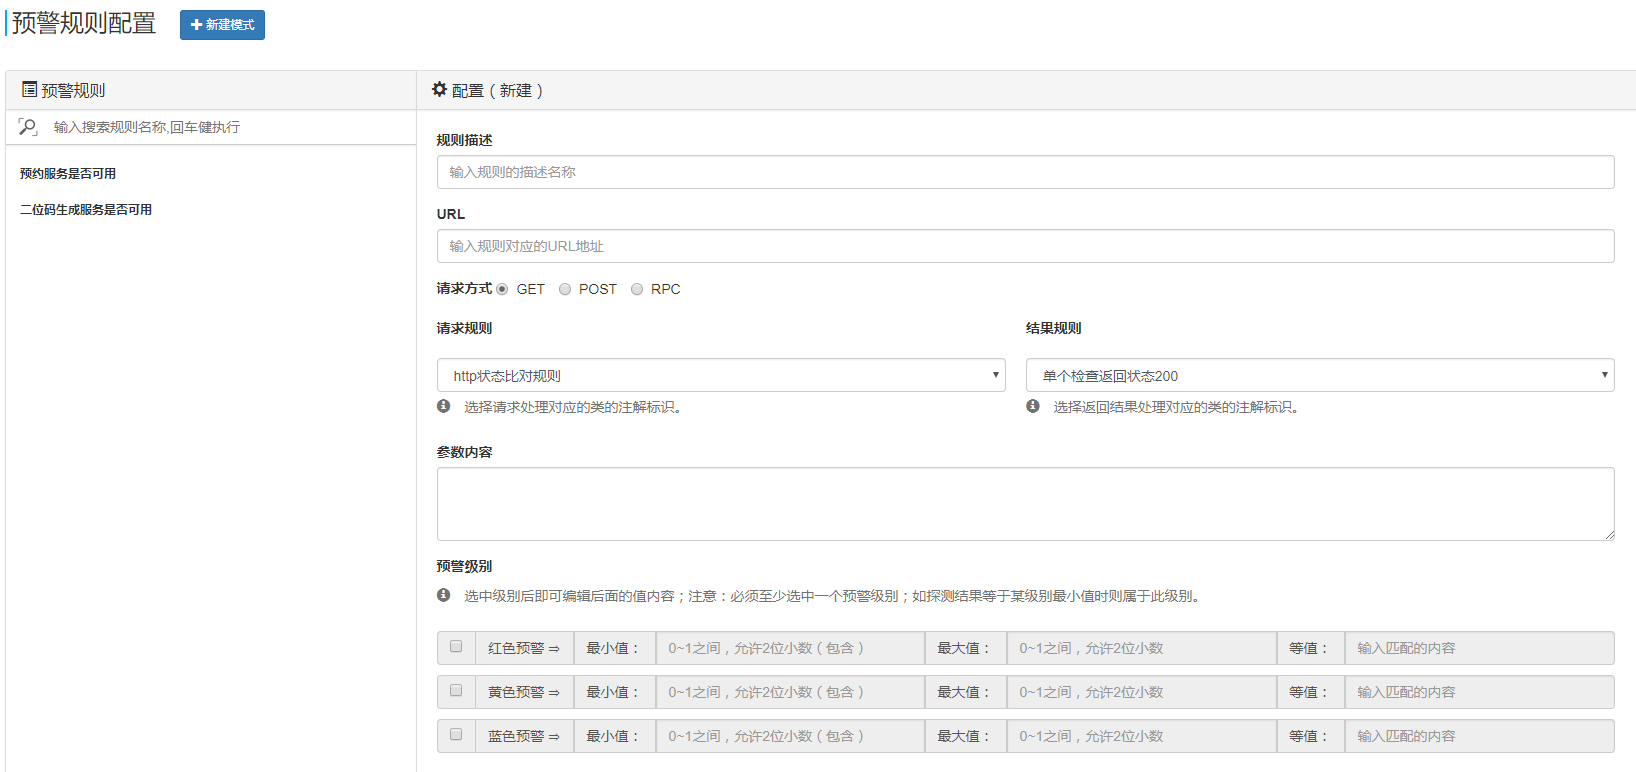 预警规则配置
新建模式
预警规则
输入搜索规则名称,回车健执行
预约服务是否可用
二位码生成服务是否可用
配置（新建）
规则描述
输入规则的描述名称
URL
输入规则对应的URL地址
请求方式 GET POST RPC
请求规则 结果规则
http状态比对规则 单个检查返回状态200
选择请求处理对应的类的注解标识。 选择返回结果处理对应的类的注解标识。
参数内容
预警级别
选中级别后即可编辑后面的值内容；注意：必须至少选中一个预警级别；如探测结果等于某级别最小值时则属于此级别。
红色预警 ⇒ 最小值： 0~1之间，允许2位小数（包含） 最大值： 0~1之间，允许2位小数 等值： 输入匹配的内容
黄色预警 ⇒ 最小值： 0~1之间，允许2位小数（包含） 最大值： 0~1之间，允许2位小数 等值： 输入匹配的内容
蓝色预警 ⇒ 最小值： 0~1之间，允许2位小数（包含） 最大值： 0~1之间，允许2位小数 等值： 输入匹配的内容